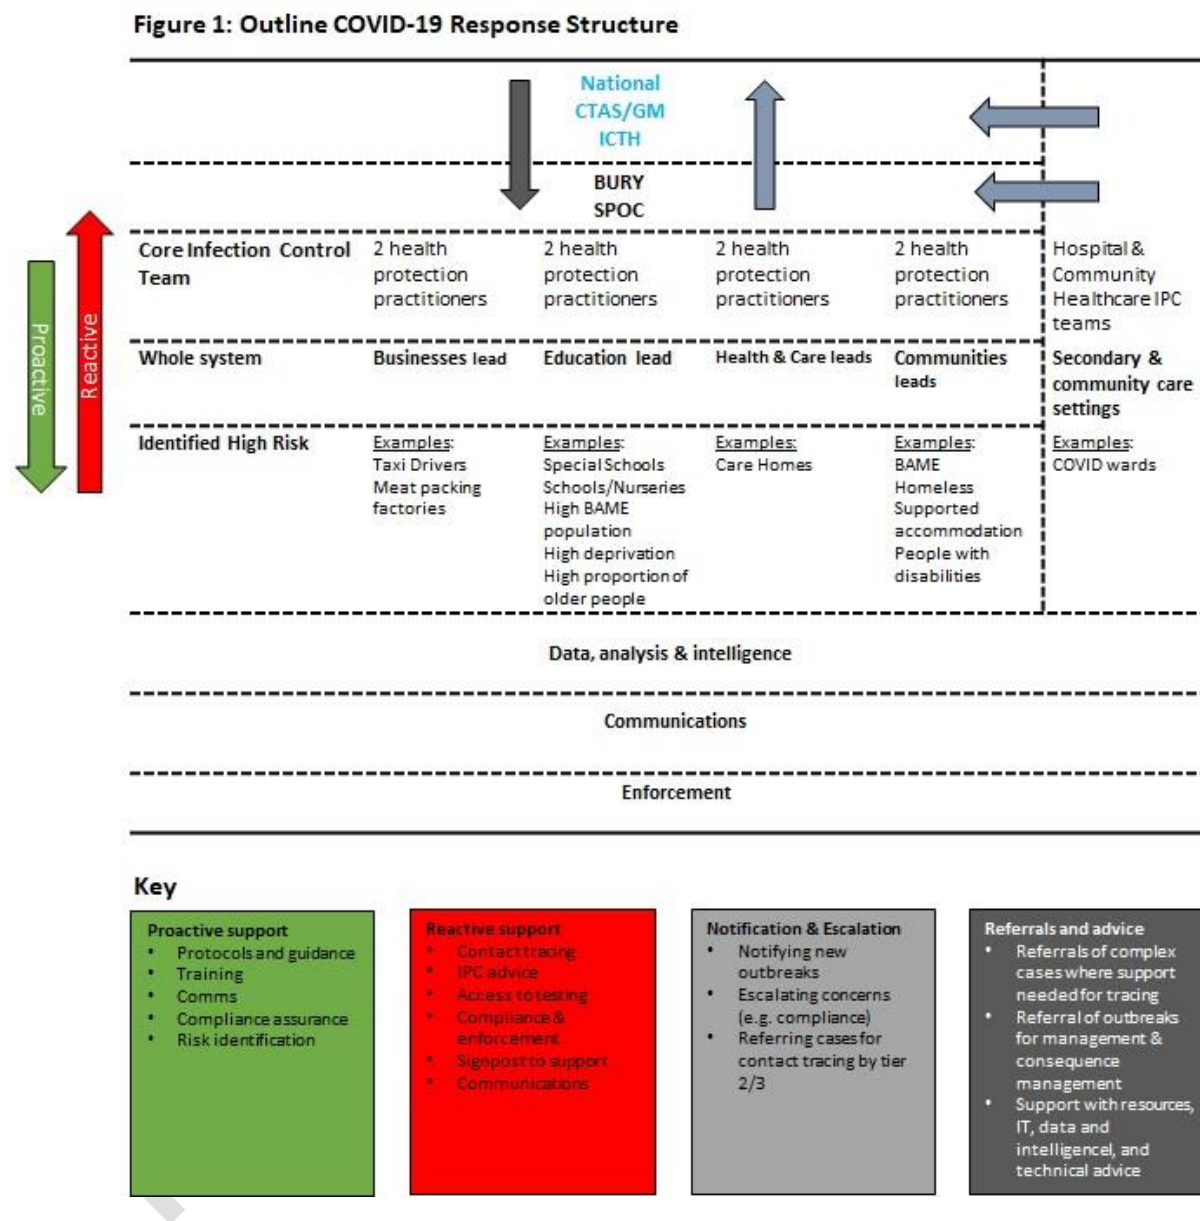 Figure 1: Outline COVID-19 Response Structure
National
CTAS/GM
ICTH
BURY
SPOC
Proactive
Reactive
Core Infection Control
Team
2 health
protection
practitioners
2 health
protection
practitioners
2 health
protection
practitioners
2 health
protection
practitioners
Hospital &
Community
Healthcare IPC
teams
Whole system
Businesses lead
Education lead
Health & Care leads
Communities
leads
Secondary &
community care
settings
Identified High Risk
Examples:
Taxi Drivers
Meat packing
factories
Examples:
Special Schools
Schools/Nurseries
High BAME
population
High deprivation
High proportion of
older people
Examples:
Care Homes
Examples:
BAME
Homeless
Supported
accommodation
People with
disabilities
Examples:
COVID wards
Data, analysis & intelligence
Communications
Enforcement
Key
Proactive support
• Protocols and guidance
• Training
• Comms
• Compliance assurance
• Risk identification
Reactive support
• Contact tracing
• IPC advice
• Access to testing
• Compliance &
enforcement
• Signpost to support
• Communications
Notification & Escalation
• Notifying new
outbreaks
• Escalating concerns
(e.g. compliance)
• Referring cases for
contact tracing by tier
2/3
Referrals and advice
• Referrals of complex
cases where support
needed for tracing
• Referral of outbreaks
for management &
consequence
management
• Support with resources,
IT, data and
intelligencel, and
technical advice